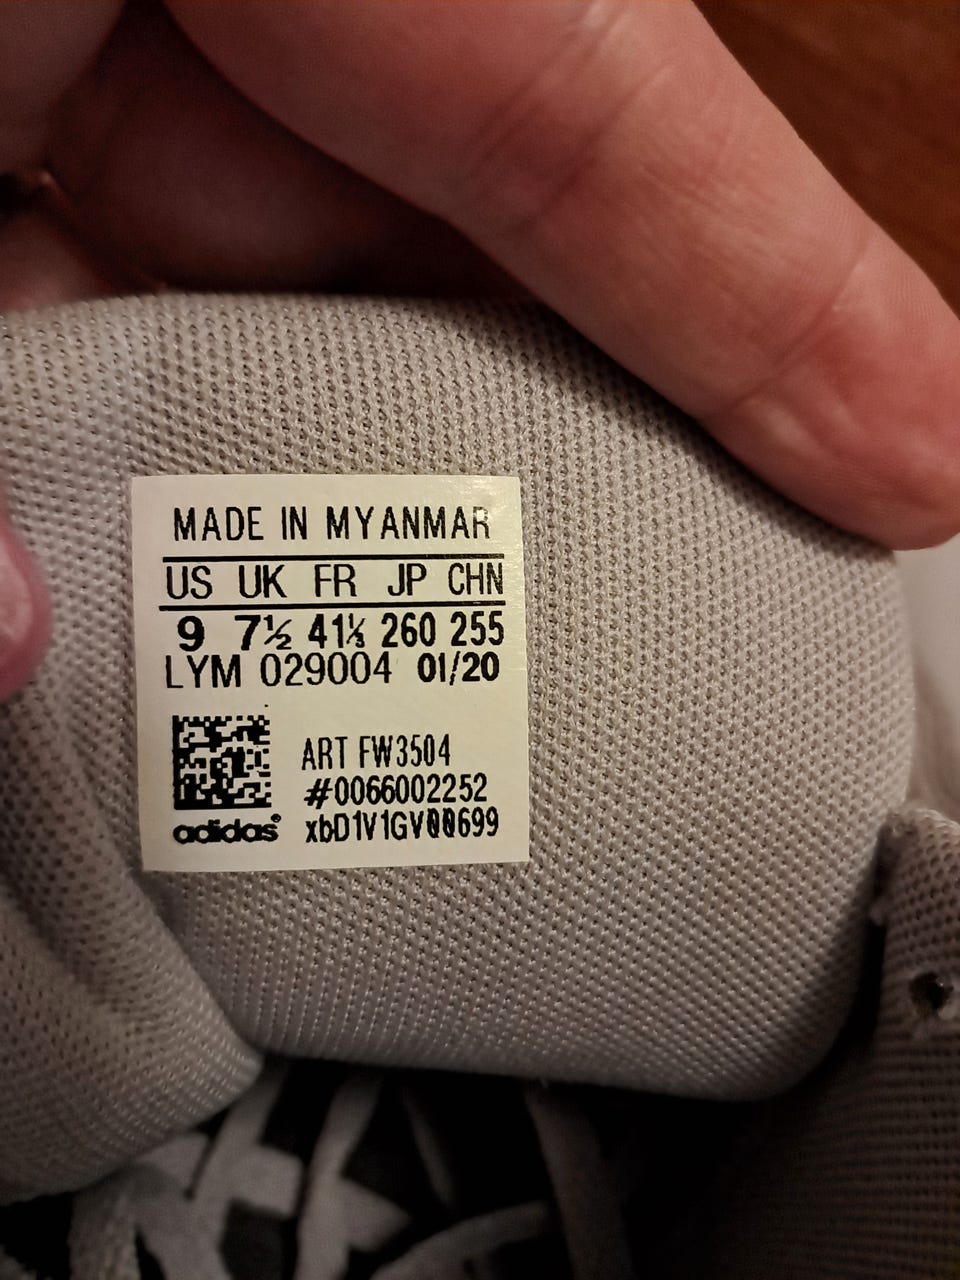 MADE IN MYANMAR
US UK FR JP CHN
9 7½ 41⅓ 260 255
LYM 029004 01/20
ART FW3504
#0066002252
adidas® xbD1V1GV00699